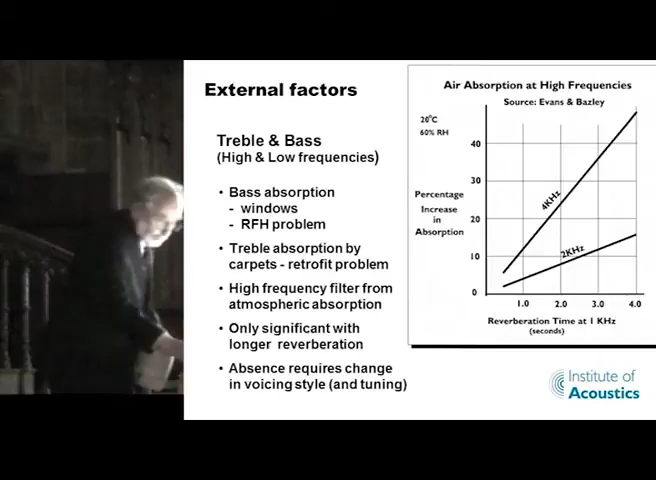 External factors
Treble & Bass
(High & Low frequencies)
• Bass absorption
- windows
- RFH problem
• Treble absorption by
carpets - retrofit problem
• High frequency filter from
atmospheric absorption
• Only significant with
longer reverberation
• Absence requires change
in voicing style (and tuning)
Air Absorption at High Frequencies
Source: Evans & Bazley
20°C
60% RH
Percentage
Increase
in
Absorption
40
30
20
10
0
4KHz
2KHz
1.0 2.0 3.0 4.0
Reverberation Time at 1 KHz
(seconds)
Institute of
Acoustics